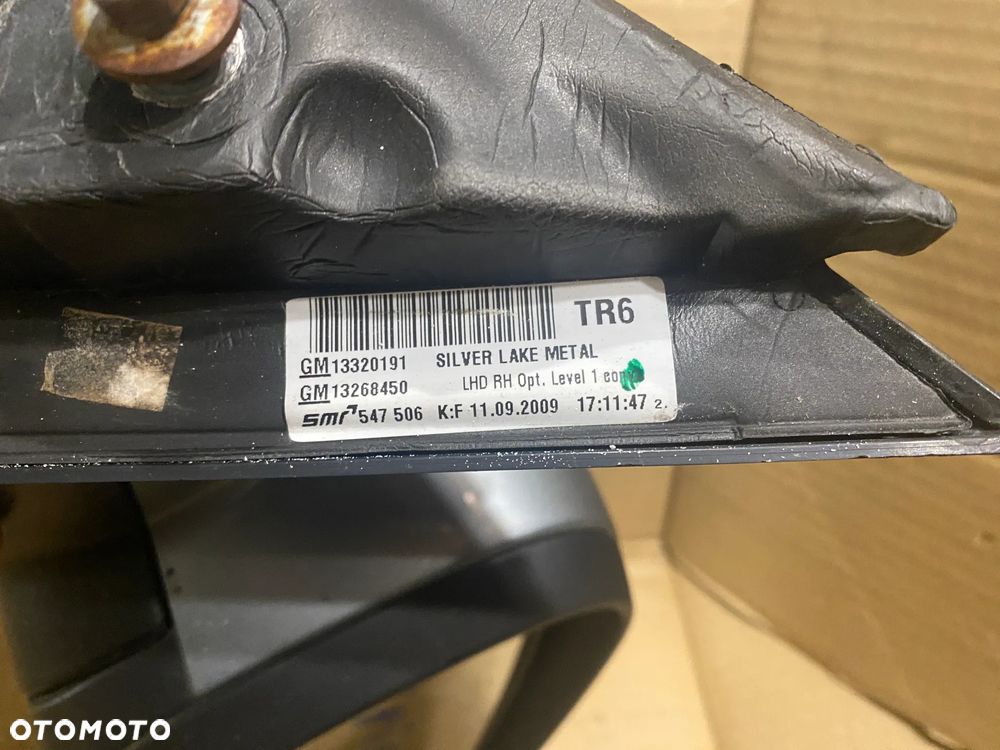 TR6
GM13320191 SILVER LAKE METAL
GM13268450 LHD RH Opt. Level 1
smr 547 506 K:F 11.09.2009 17:11:47 2.
OTOMOTO